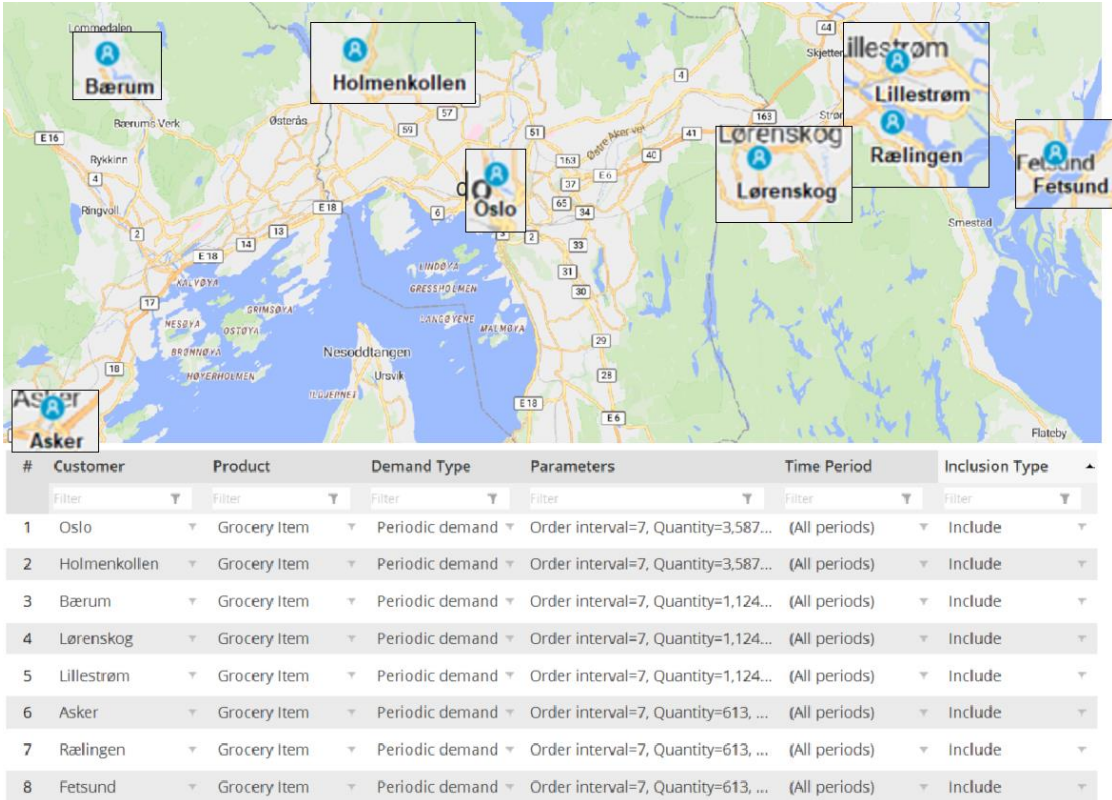 Lommedalen
Bærum
Holmenkollen
44
Skjetten
illestrøm
Lillestrøm
4
57
59
51
163
Strør
E 16
Bærums Verk
Østerås
Østre Aker vei
41
Lørenskog
Lørenskog
Rælingen
Fetsund
Fetsund
Rykkinn
4
163
40
E 6
37
Oslo
Ringvoll
E 18
6
65
34
Smestad
2
13
14
3
2
33
E 18
KALVØYA
LINDØYA
31
GRESSHOLMEN
30
17
GRIMSØYA
NESØYA
OSTØYA
LANGØYENE
MALMØYA
29
BRØNNØYA
Nesoddtangen
18
HØYERHOLMEN
Ursvik
28
ILDJERNET
E 18
E 6
Asker
Asker
Flateby
# Customer Product Demand Type Parameters Time Period Inclusion Type
Filter Filter Filter Filter Filter Filter
1 Oslo Grocery Item Periodic demand Order interval=7, Quantity=3,587... (All periods) Include
2 Holmenkollen Grocery Item Periodic demand Order interval=7, Quantity=3,587... (All periods) Include
3 Bærum Grocery Item Periodic demand Order interval=7, Quantity=1,124... (All periods) Include
4 Lørenskog Grocery Item Periodic demand Order interval=7, Quantity=1,124... (All periods) Include
5 Lillestrøm Grocery Item Periodic demand Order interval=7, Quantity=1,124... (All periods) Include
6 Asker Grocery Item Periodic demand Order interval=7, Quantity=613, ... (All periods) Include
7 Rælingen Grocery Item Periodic demand Order interval=7, Quantity=613, ... (All periods) Include
8 Fetsund Grocery Item Periodic demand Order interval=7, Quantity=613, ... (All periods) Include